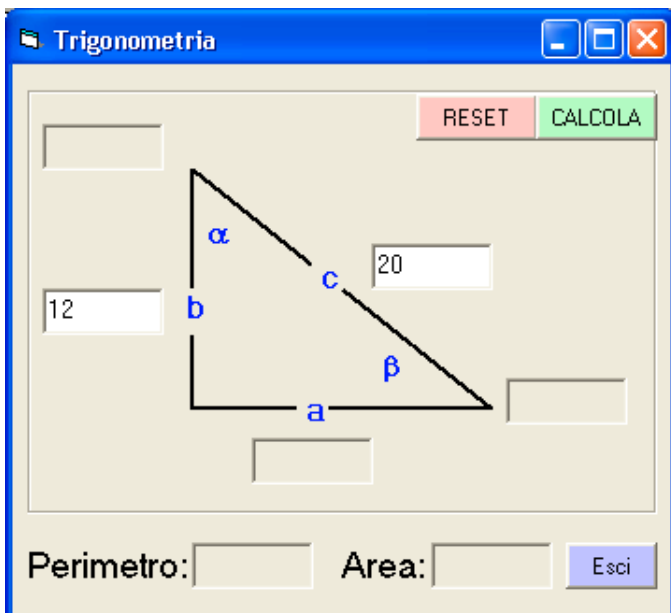 Trigonometria
RESET CALCOLA
α
20
c
12
b
β
a
Perimetro: Area: Esci